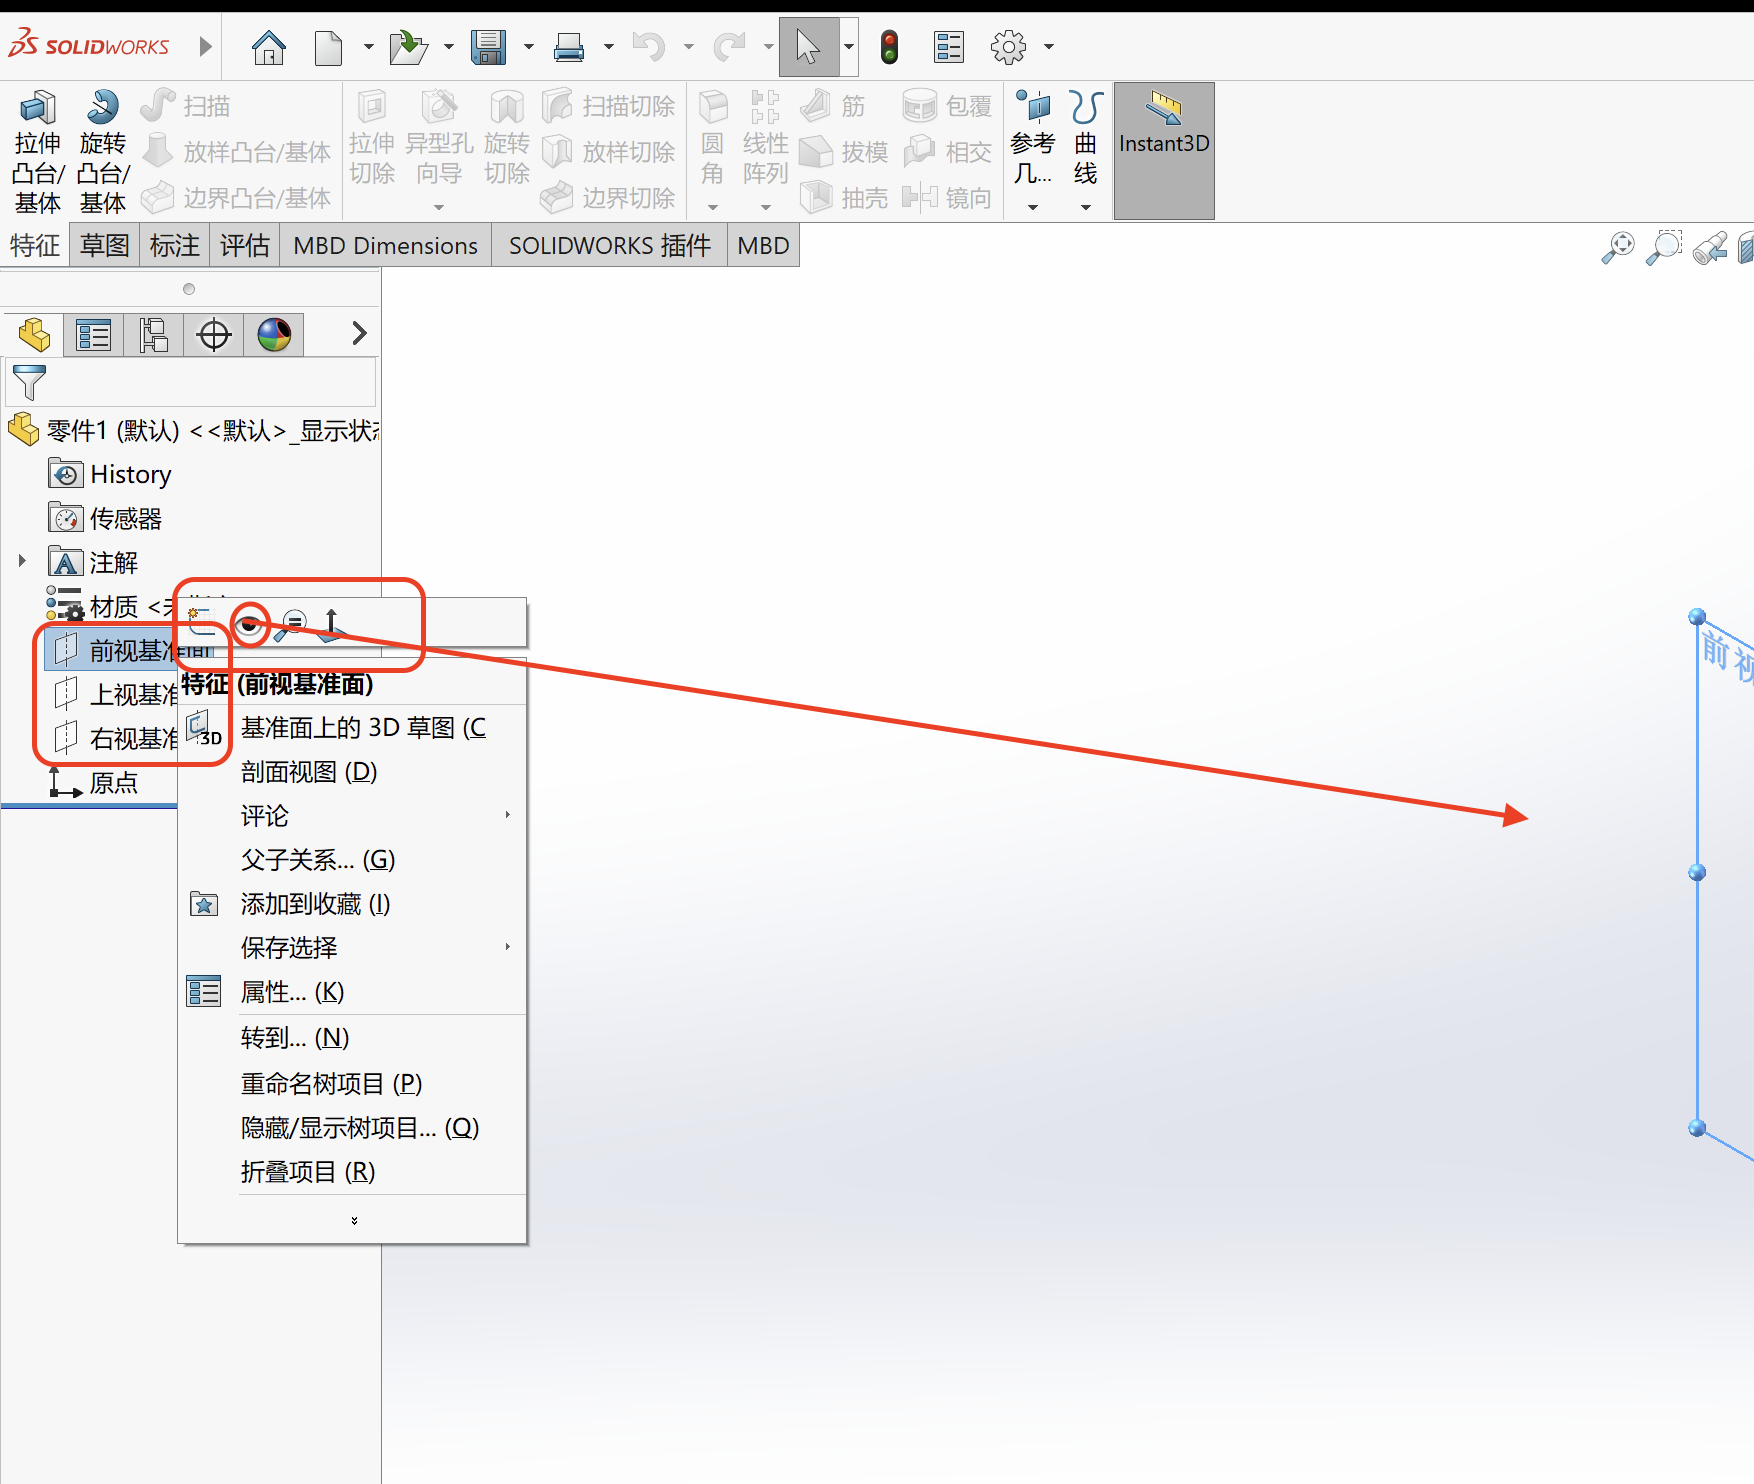 SOLIDWORKS
拉伸凸台/基体
旋转凸台/基体
扫描
放样凸台/基体
边界凸台/基体
拉伸切除
异型孔向导
旋转切除
扫描切除
放样切除
边界切除
圆角
线性阵列
筋
拔模
抽壳
包覆
相交
镜向
参考几...
曲线
Instant3D
特征 草图 标注 评估 MBD Dimensions SOLIDWORKS 插件 MBD
零件1 (默认) <<默认>_显示状态
History
传感器
注解
材质 <未
前视基准面
上视基准
右视基准
原点
特征 (前视基准面)
基准面上的 3D 草图 (C
3D
剖面视图 (D)
评论
父子关系... (G)
添加到收藏 (I)
保存选择
属性... (K)
转到... (N)
重命名树项目 (P)
隐藏/显示树项目... (Q)
折叠项目 (R)
前视